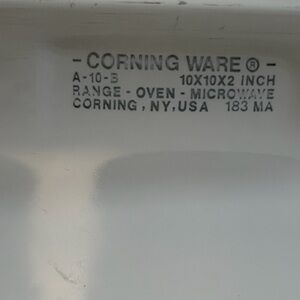 - CORNING WARE ® -
A-10-B 10X10X2 INCH
RANGE - OVEN - MICROWAVE
CORNING, NY, USA 183 MA